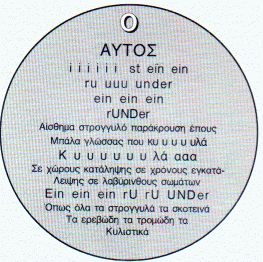 Ο
ΑΥΤΟΣ
i i i i i i st ein ein
ru uuu under
ein ein ein
rUNDer
Αίσθημα στρογγυλό παράκρουση έπους
Μπάλα γλώσσας που κυ υ υ υ υλά
Κ υ υ υ υ υ υ λά ααα
Σε χώρους κατάληψης σε χρόνους εγκατά-
Λειψης σε λαβύρινθους σωμάτων
Ein ein ein rU rU UNDer
Όπως όλα τα στρογγυλά τα σκοτεινά
Τα ερεβώδη τα τρομώδη τα
Κυλιστικά